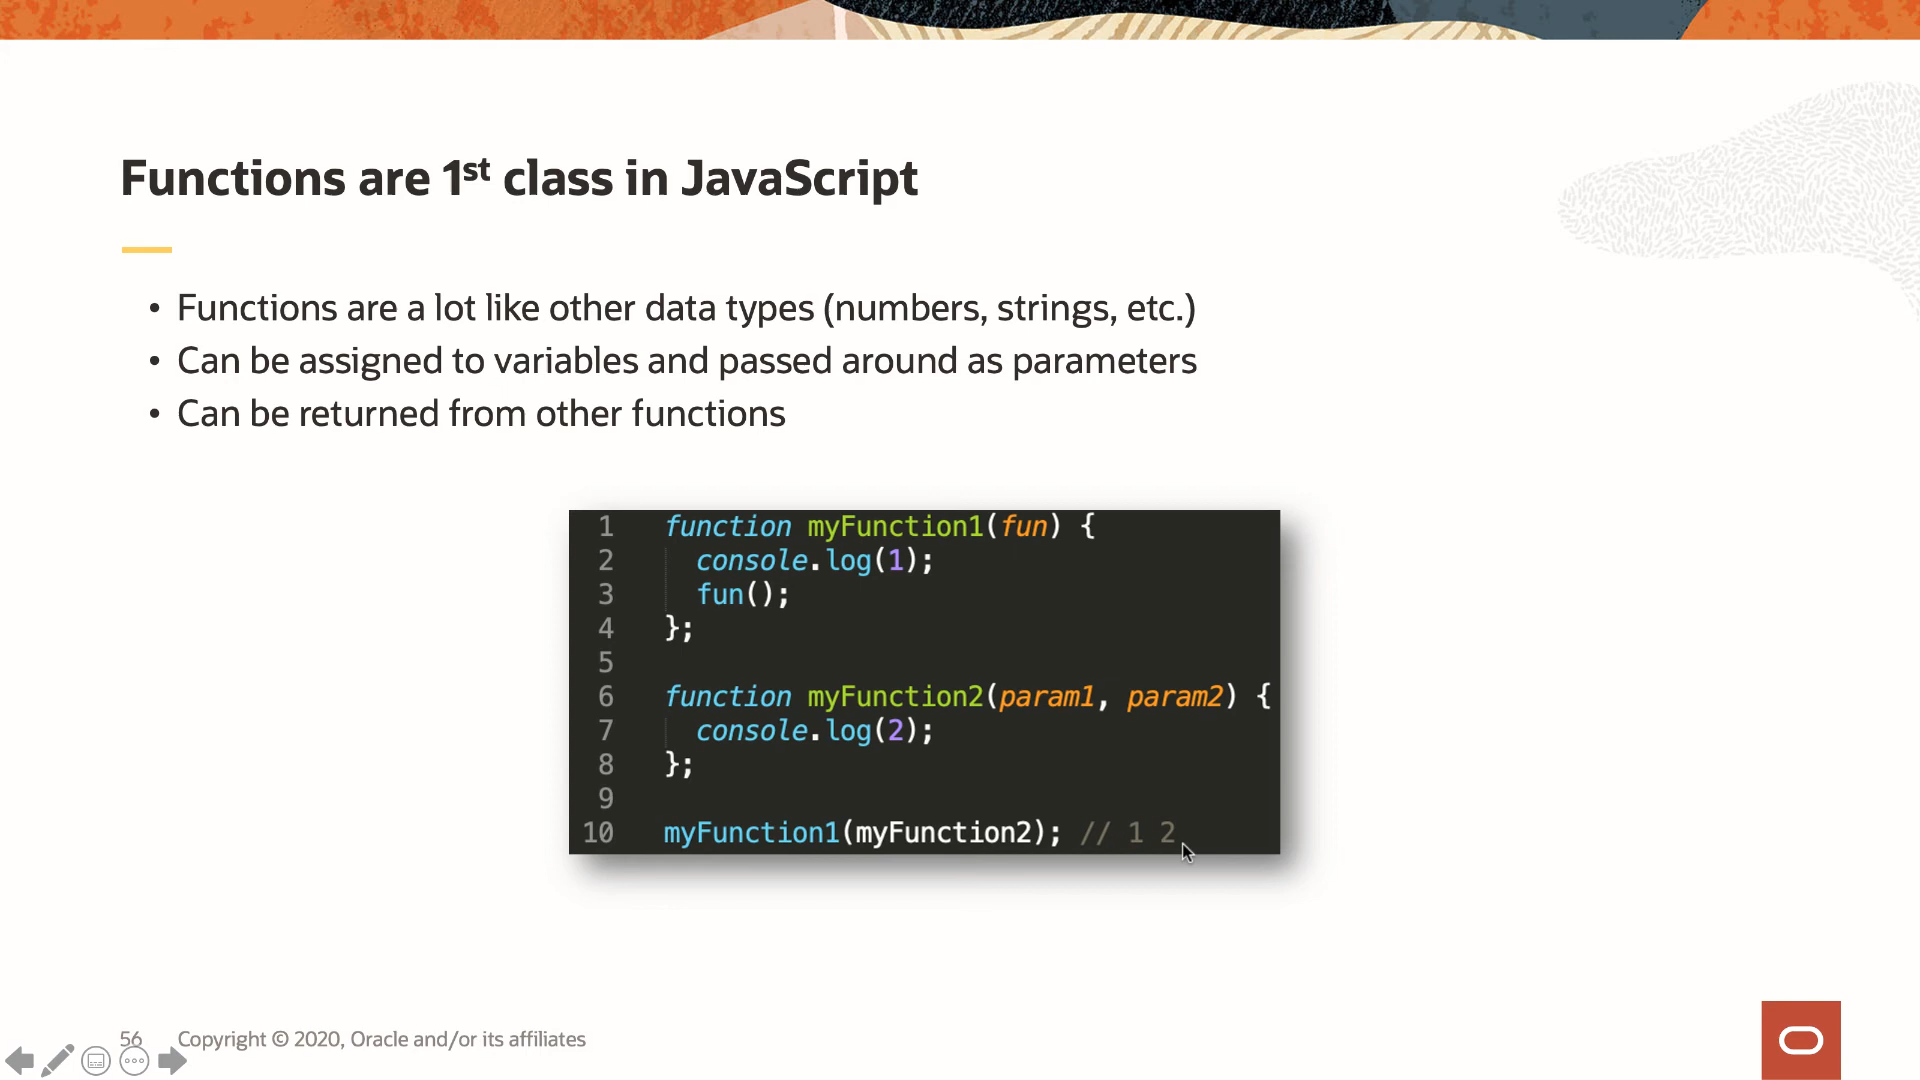 Functions are 1st class in JavaScript
• Functions are a lot like other data types (numbers, strings, etc.)
• Can be assigned to variables and passed around as parameters
• Can be returned from other functions
1 function myFunction1(fun) {
2 console.log(1);
3 fun();
4 };
5
6 function myFunction2(param1, param2) {
7 console.log(2);
8 };
9
10 myFunction1(myFunction2); // 1 2
56 Copyright © 2020, Oracle and/or its affiliates